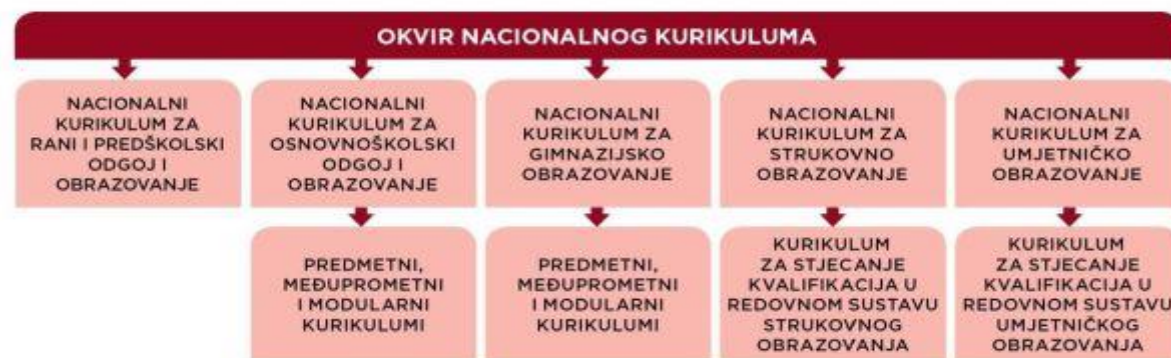 OKVIR NACIONALNOG KURIKULUMA
NACIONALNI
KURIKULUM ZA
RANI I PREDŠKOLSKI
ODGOJ I
OBRAZOVANJE
NACIONALNI
KURIKULUM ZA
OSNOVNOŠKOLSKI
ODGOJ I
OBRAZOVANJE
NACIONALNI
KURIKULUM ZA
GIMNAZIJSKO
OBRAZOVANJE
NACIONALNI
KURIKULUM ZA
STRUKOVNO
OBRAZOVANJE
NACIONALNI
KURIKULUM ZA
UMJETNIČKO
OBRAZOVANJE
PREDMETNI,
MEĐUPROMETNI
I MODULARNI
KURIKULUMI
PREDMETNI,
MEĐUPROMETNI
I MODULARNI
KURIKULUMI
KURIKULUM
ZA STJECANJE
KVALIFIKACIJA U
REDOVNOM SUSTAVU
STRUKOVNOG
OBRAZOVANJA
KURIKULUM
ZA STJECANJE
KVALIFIKACIJA U
REDOVNOM SUSTAVU
UMJETNIČKOG
OBRAZOVANJA